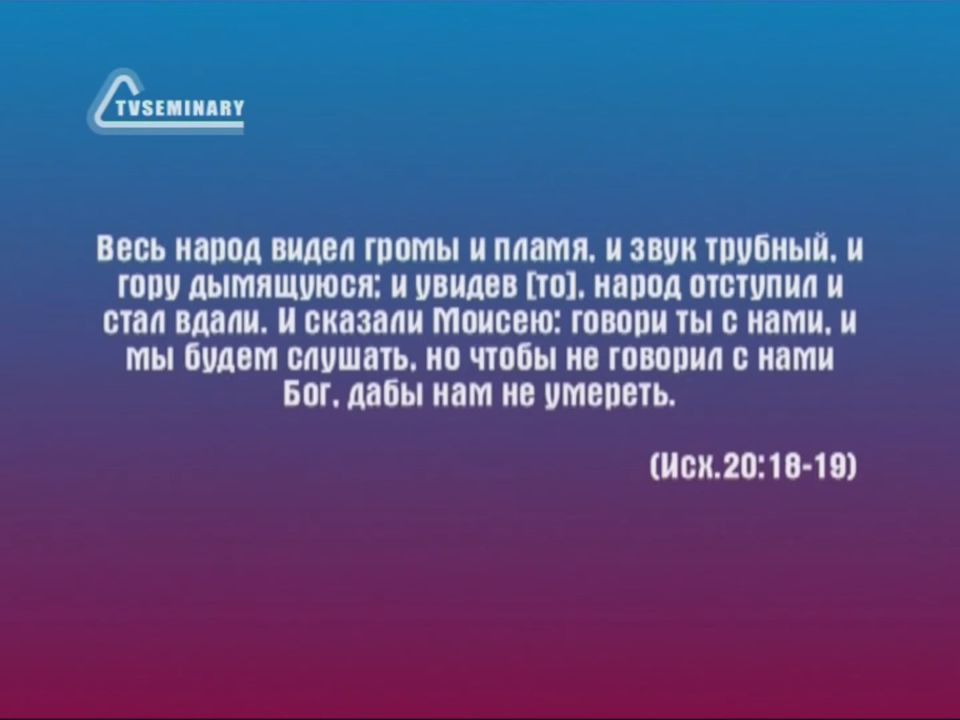 TVSEMINARY
Весь народ видел громы и пламя, и звук трубный, и
гору дымящуюся; и увидев [то], народ отступил и
стал вдали. И сказали Моисею: говори ты с нами, и
мы будем слушать, но чтобы не говорил с нами
Бог, дабы нам не умереть.
(Исх.20:18-19)